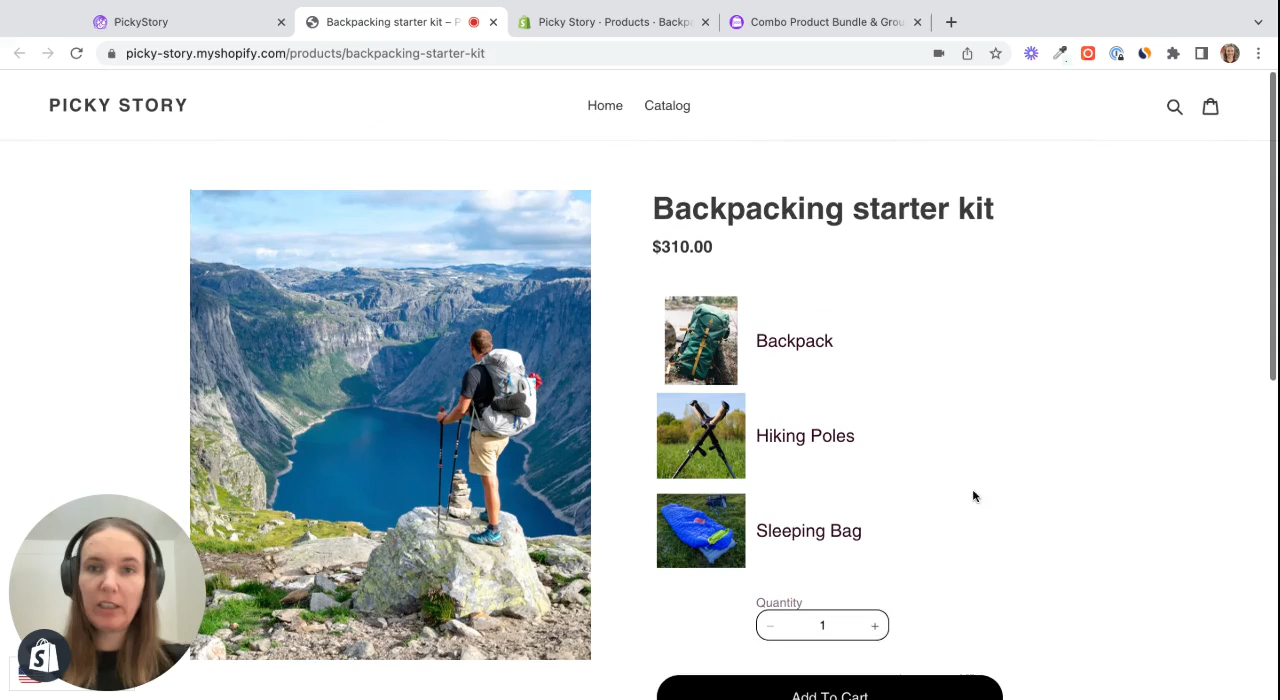 PickyStory
Backpacking starter kit – P
Picky Story · Products · Backpa
Combo Product Bundle & Grou
picky-story.myshopify.com/products/backpacking-starter-kit
PICKY STORY
Home
Catalog
Backpacking starter kit
$310.00
Backpack
Hiking Poles
Sleeping Bag
Quantity
1
Add To Cart